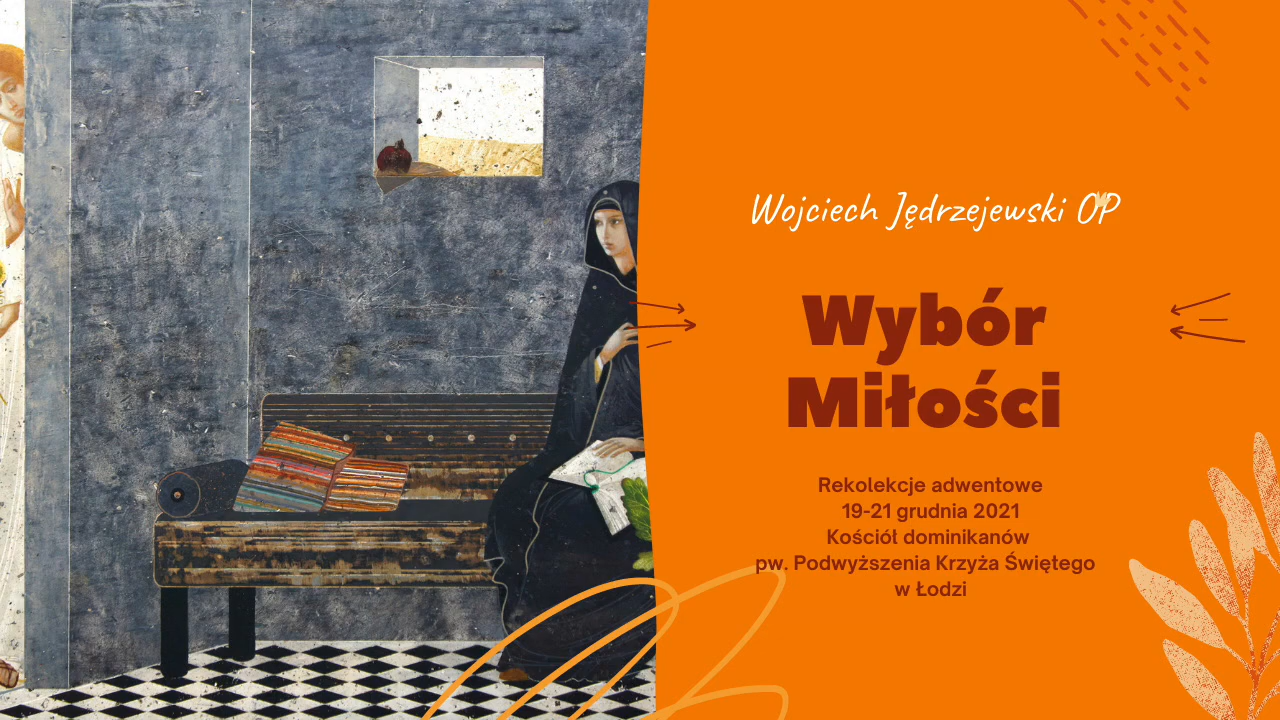 Wojciech Jędrzejewski OP
Wybór
Miłości
Rekolekcje adwentowe
19-21 grudnia 2021
Kościół dominikanów
pw. Podwyższenia Krzyża Świętego
w Łodzi